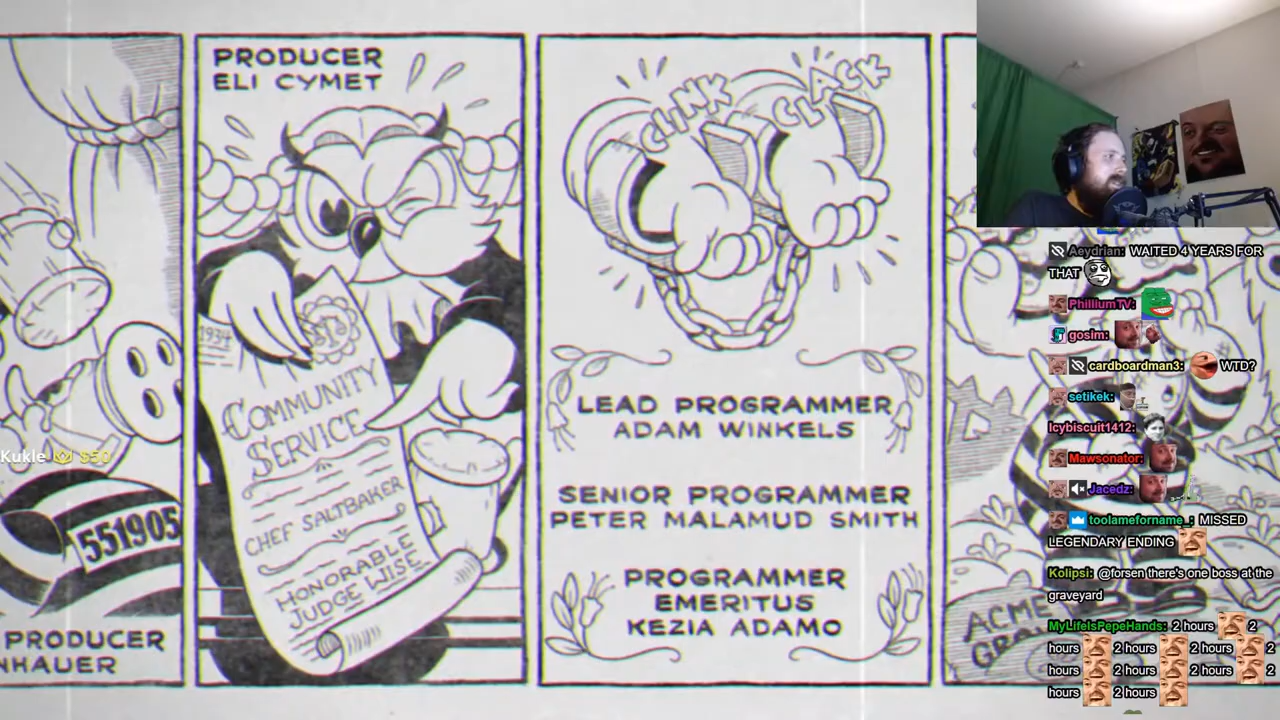 PRODUCER
ELI CYMET
CLINK
CLACK
1934
COMMUNITY
SERVICE
CHEF SALTBAKER
HONORABLE
JUDGE WISE
LEAD PROGRAMMER
ADAM WINKELS
SENIOR PROGRAMMER
PETER MALAMUD SMITH
PROGRAMMER
EMERITUS
KEZIA ADAMO
Kukle $50
551905
PRODUCER
NHAUER
ACME
Aeydrian: WAITED 4 YEARS FOR
THAT
PhilliumTV:
gosim:
cardboardman3: WTD?
setikek:
Icybiscuit1412:
Mawsonator:
Jacedz:
toolameforname_: MISSED
LEGENDARY ENDING
Kolipsi: @forsen there's one boss at the
graveyard
MyLifeIsPepeHands: 2 hours 2
hours 2 hours 2 hours 2
hours 2 hours 2 hours 2
hours 2 hours